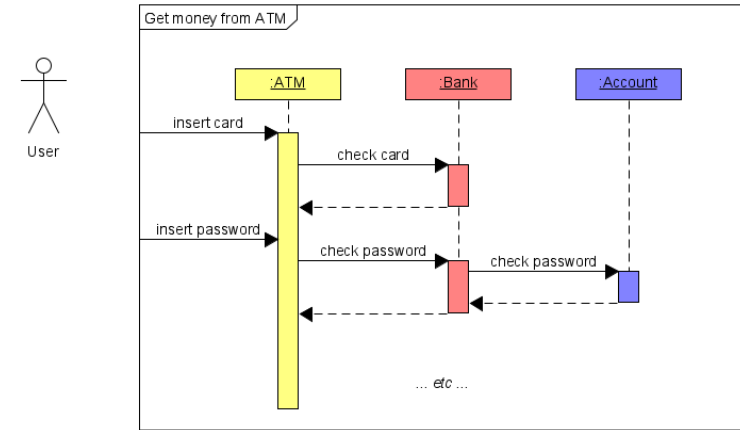 Get money from ATM
:ATM
:Bank
:Account
insert card
User
check card
insert password
check password
check password
... etc ...